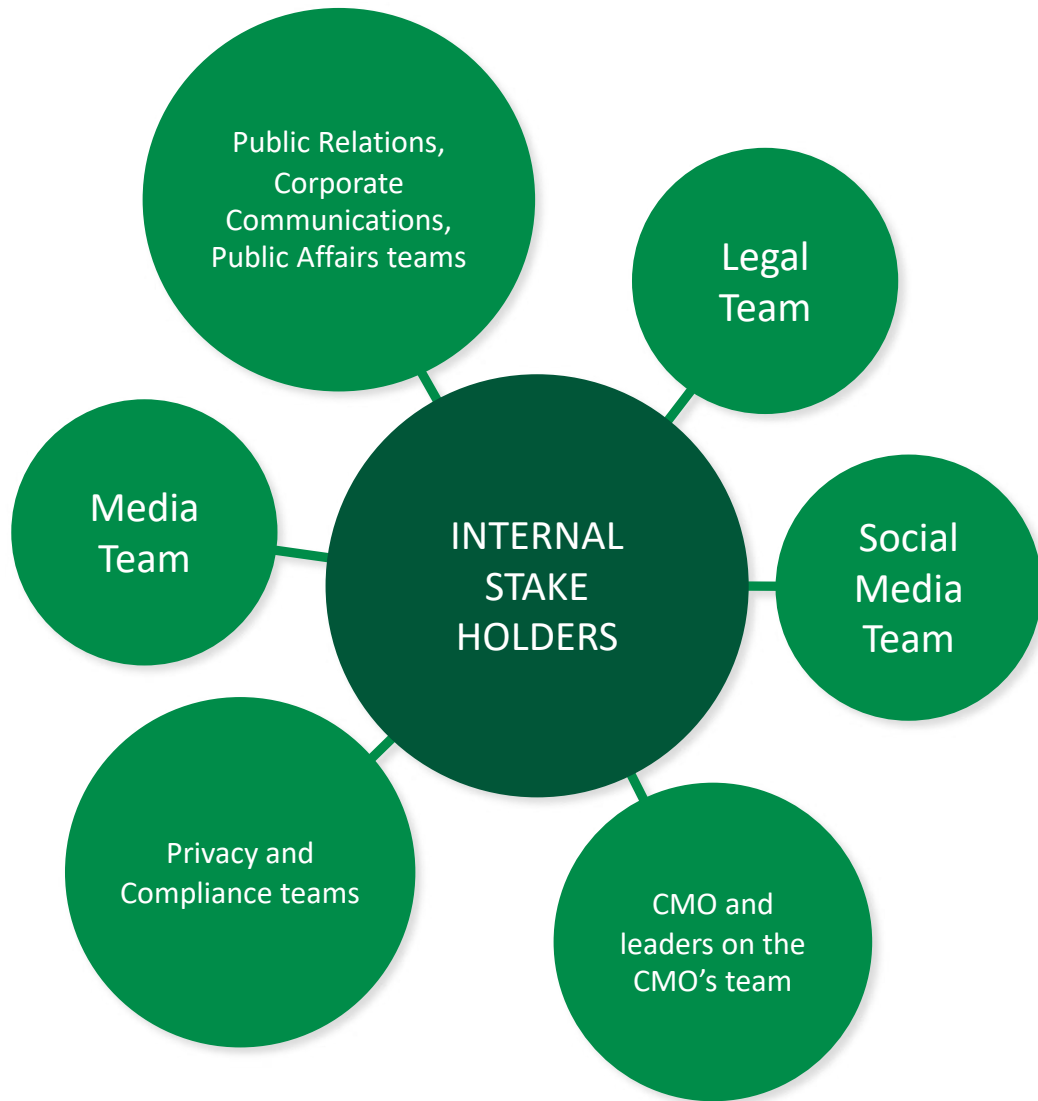 Public Relations,
Corporate
Communications,
Public Affairs teams
Legal
Team
Media
Team
INTERNAL
STAKE
HOLDERS
Social
Media
Team
Privacy and
Compliance teams
CMO and
leaders on the
CMO’s team